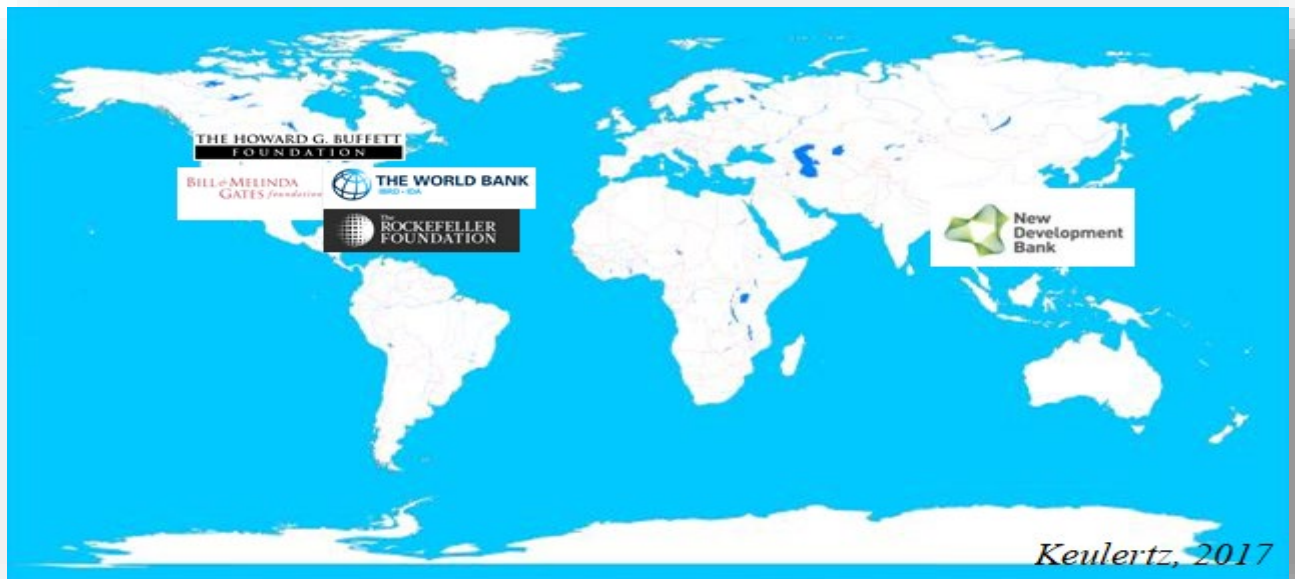 THE HOWARD G. BUFFETT
FOUNDATION
BILL & MELINDA
GATES foundation
THE WORLD BANK
IBRD • IDA
The
ROCKEFELLER
FOUNDATION
New
Development
Bank
Keulertz, 2017